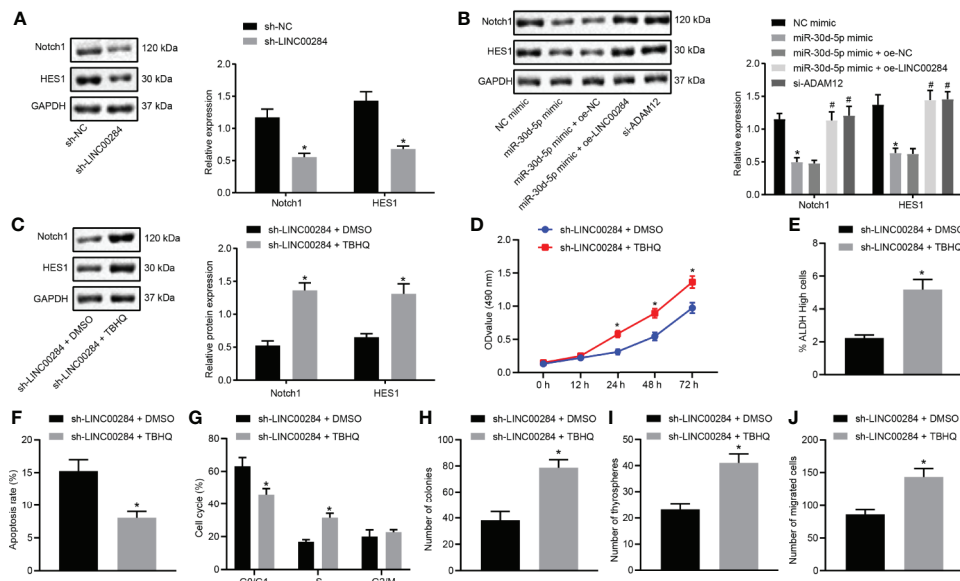 A
Notch1
120 kDa
HES1
30 kDa
GAPDH
37 kDa
sh-NC
sh-LINC00284
sh-NC
sh-LINC00284
Relative expression
2.0
1.5
1.0
0.5
0.0
*
*
Notch1
HES1
B
Notch1
120 kDa
HES1
30 kDa
GAPDH
37 kDa
NC mimic
miR-30d-5p mimic
miR-30d-5p mimic + oe-NC
miR-30d-5p mimic + oe-LINC00284
si-ADAM12
NC mimic
miR-30d-5p mimic
miR-30d-5p mimic + oe-NC
miR-30d-5p mimic + oe-LINC00284
si-ADAM12
Relative expression
2.0
1.5
1.0
0.5
0.0
*
#
#
*
#
#
Notch1
HES1
C
Notch1
120 kDa
HES1
30 kDa
GAPDH
37 kDa
sh-LINC00284 + DMSO
sh-LINC00284 + TBHQ
sh-LINC00284 + DMSO
sh-LINC00284 + TBHQ
Relative protein expression
2.0
1.5
1.0
0.5
0.0
*
*
Notch1
HES1
D
sh-LINC00284 + DMSO
sh-LINC00284 + TBHQ
ODvalue (490 nm)
2.0
1.5
1.0
0.5
0.0
*
*
*
0 h
12 h
24 h
48 h
72 h
E
sh-LINC00284 + DMSO
sh-LINC00284 + TBHQ
% ALDH High cells
8
6
4
2
0
*
F
sh-LINC00284 + DMSO
sh-LINC00284 + TBHQ
Apoptosis rate (%)
20
15
10
5
0
*
G
sh-LINC00284 + DMSO
sh-LINC00284 + TBHQ
Cell cycle (%)
80
60
40
20
0
*
*
H
sh-LINC00284 + DMSO
sh-LINC00284 + TBHQ
Number of colonies
100
80
60
40
20
0
*
I
sh-LINC00284 + DMSO
sh-LINC00284 + TBHQ
Number of thyrospheres
50
40
30
20
10
0
*
J
sh-LINC00284 + DMSO
sh-LINC00284 + TBHQ
Number of migrated cells
200
150
100
50
0
*